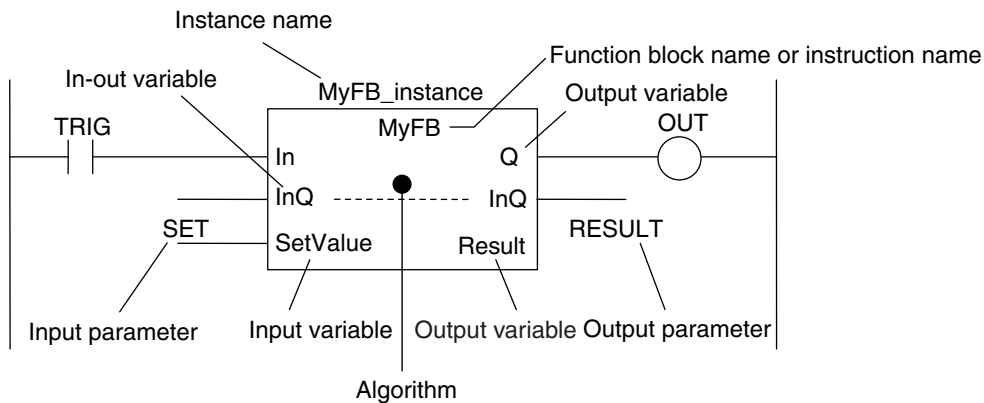 Instance name
Function block name or instruction name
In-out variable
MyFB_instance
Output variable
TRIG
MyFB
OUT
In
Q
InQ
InQ
SET
SetValue
Result
RESULT
Input parameter
Input variable
Output variable
Output parameter
Algorithm